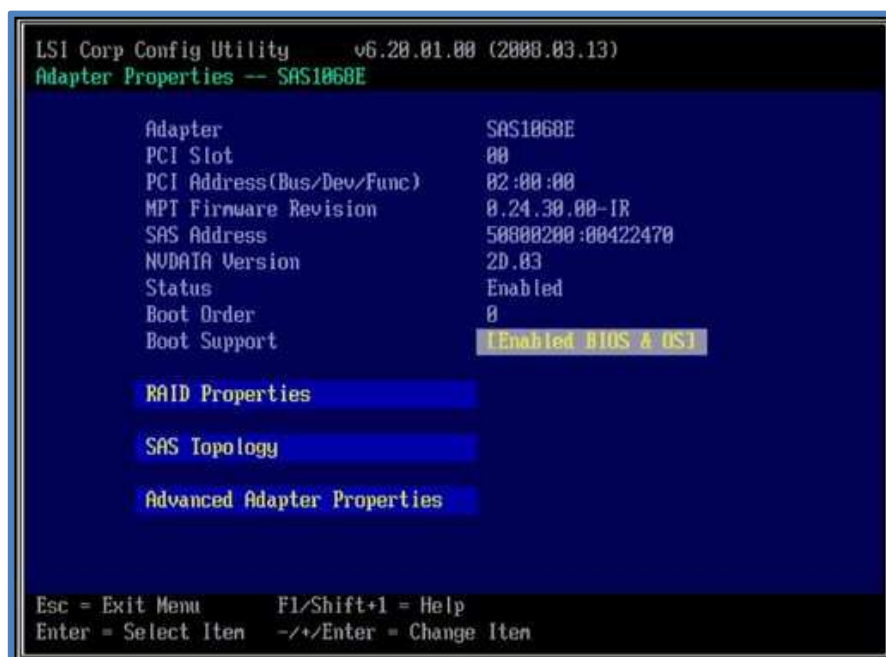 LSI Corp Config Utility v6.20.01.00 (2008.03.13)
Adapter Properties -- SAS1068E
Adapter SAS1068E
PCI Slot 00
PCI Address(Bus/Dev/Func) 02:00:00
MPT Firmware Revision 0.24.30.00-IR
SAS Address 50800200:00422470
NVDATA Version 2D.03
Status Enabled
Boot Order 0
Boot Support [Enabled BIOS & OS]
RAID Properties
SAS Topology
Advanced Adapter Properties
Esc = Exit Menu F1/Shift+1 = Help
Enter = Select Item -/+/Enter = Change Item